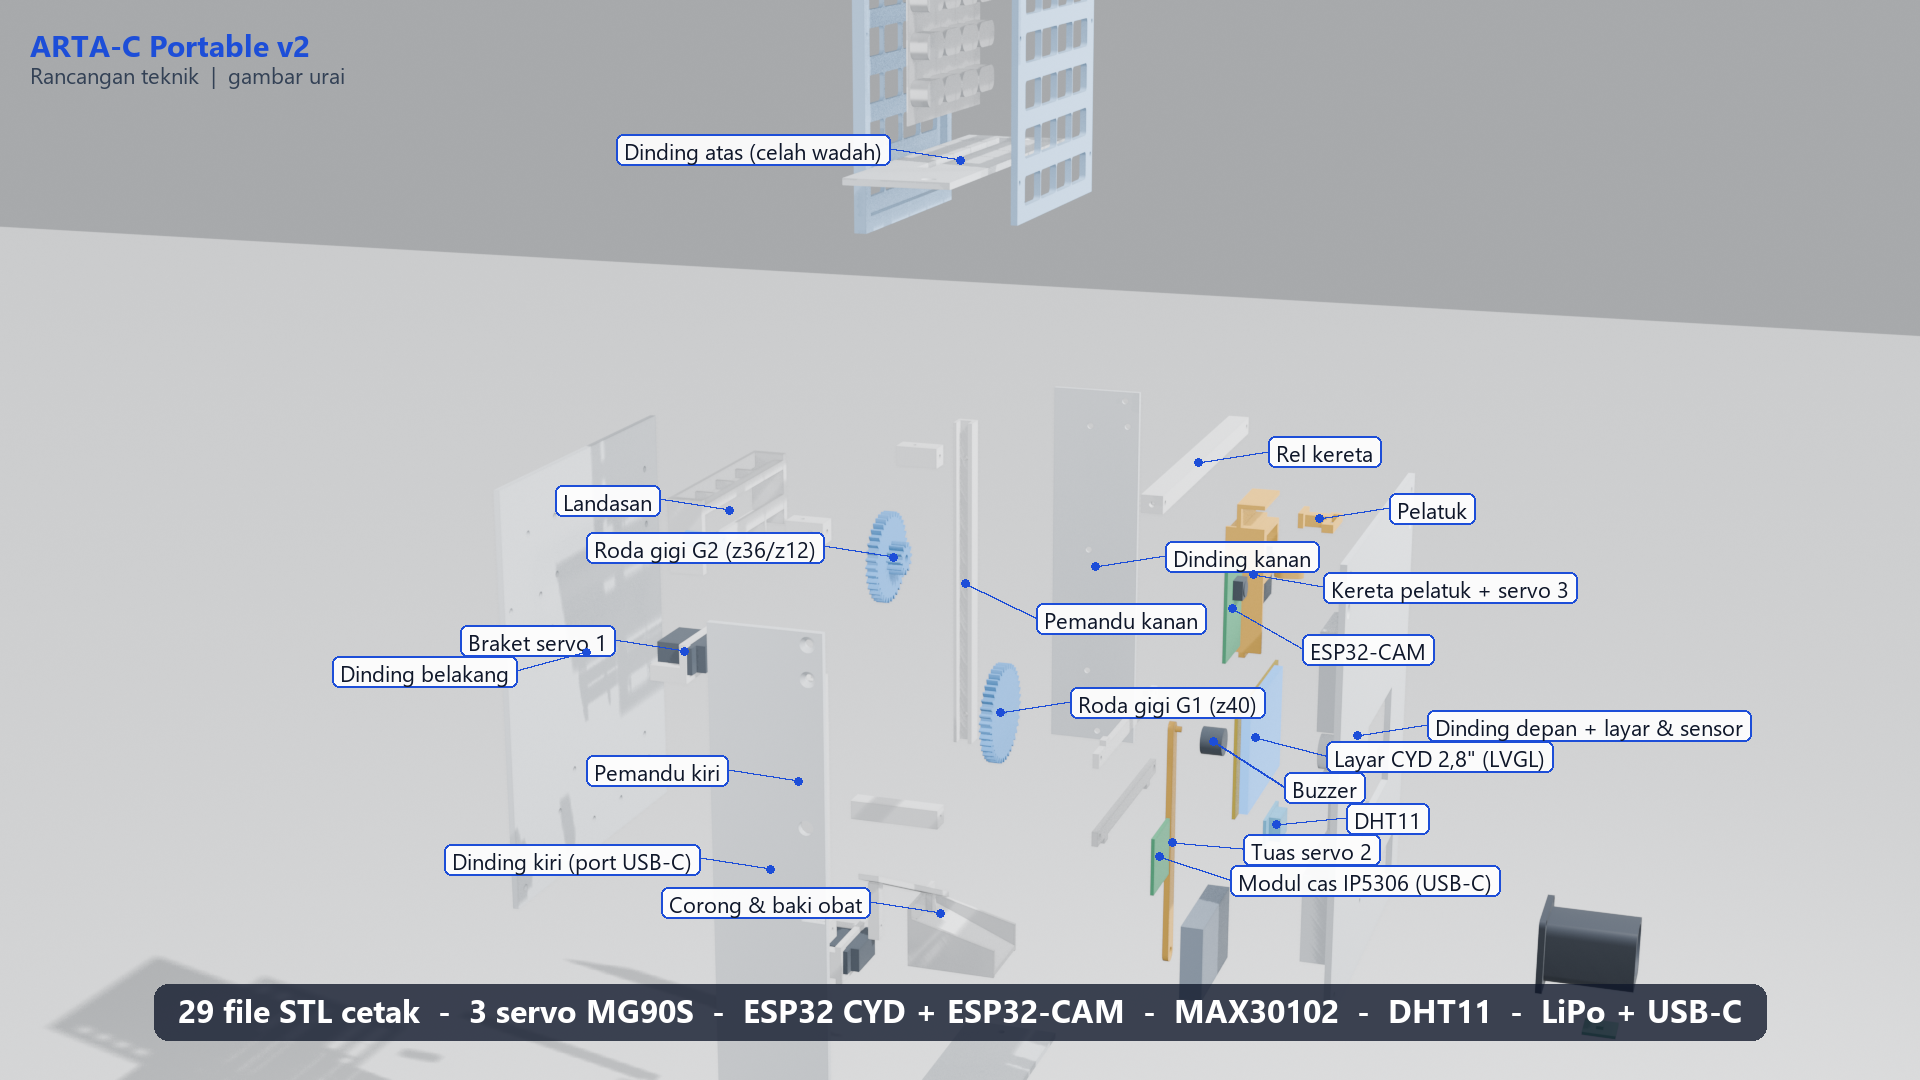 ARTA-C Portable v2
Rancangan teknik | gambar urai
Dinding atas (celah wadah)
Rel kereta
Landasan
Pelatuk
Roda gigi G2 (z36/z12)
Dinding kanan
Kereta pelatuk + servo 3
Pemandu kanan
Braket servo 1
ESP32-CAM
Dinding belakang
Roda gigi G1 (z40)
Dinding depan + layar & sensor
Layar CYD 2,8" (LVGL)
Pemandu kiri
Buzzer
DHT11
Tuas servo 2
Dinding kiri (port USB-C)
Modul cas IP5306 (USB-C)
Corong & baki obat
29 file STL cetak - 3 servo MG90S - ESP32 CYD + ESP32-CAM - MAX30102 - DHT11 - LiPo + USB-C